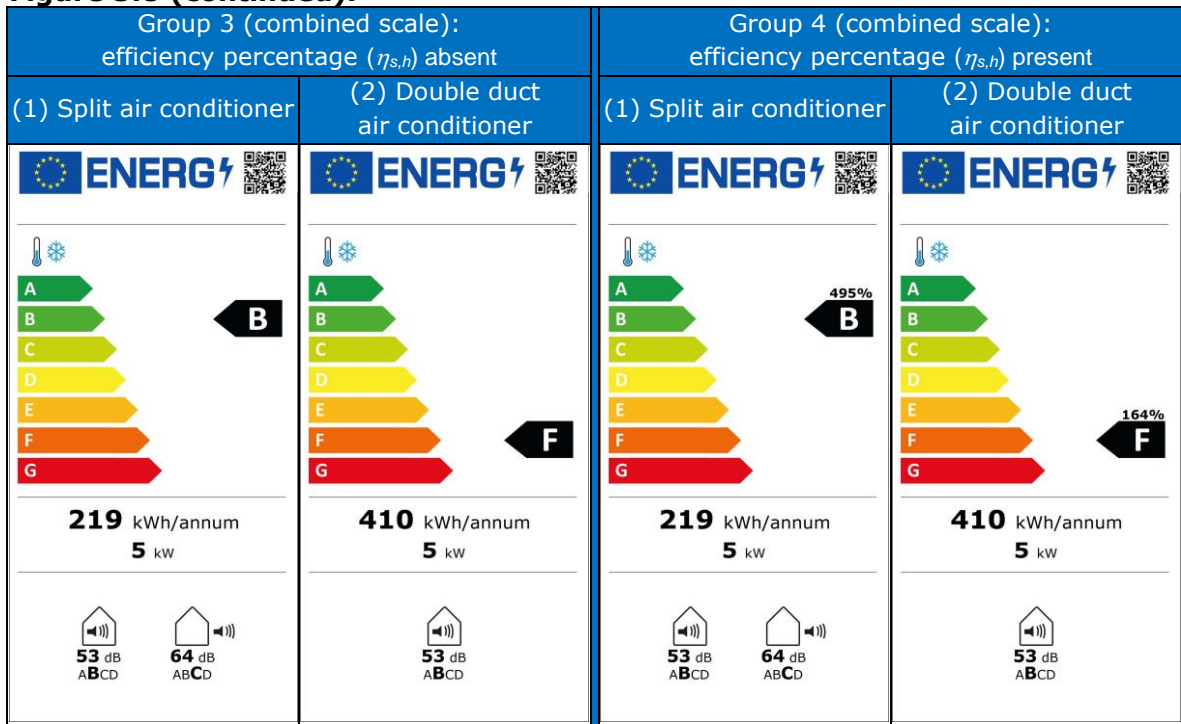 Figure 3.8 (continued):
Group 3 (combined scale):
efficiency percentage (ηs,h) absent
Group 4 (combined scale):
efficiency percentage (ηs,h) present
(1) Split air conditioner
(2) Double duct
air conditioner
(1) Split air conditioner
(2) Double duct
air conditioner
ENERG
A
B
C
D
E
F
G
B
219 kWh/annum
5 kW
53 dB
ABCD
64 dB
ABCD
ENERG
A
B
C
D
E
F
G
F
410 kWh/annum
5 kW
53 dB
ABCD
ENERG
A
B
C
D
E
F
G
495%
B
219 kWh/annum
5 kW
53 dB
ABCD
64 dB
ABCD
ENERG
A
B
C
D
E
F
G
164%
F
410 kWh/annum
5 kW
53 dB
ABCD